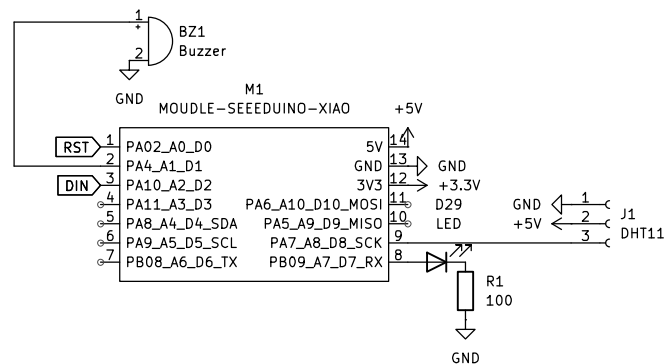 1
+
BZ1
Buzzer
2
GND
M1
MOUDLE-SEEEDUINO-XIAO
+5V
RST 1 PA02_A0_D0 5V 14
2 PA4_A1_D1 GND 13 GND
DIN 3 PA10_A2_D2 3V3 12 +3.3V
4 PA11_A3_D3 PA6_A10_D10_MOSI 11 D29 GND 1
5 PA8_A4_D4_SDA PA5_A9_D9_MISO 10 LED +5V 2
J1
6 PA9_A5_D5_SCL PA7_A8_D8_SCK 9 3
DHT11
7 PB08_A6_D6_TX PB09_A7_D7_RX 8
R1
100
GND